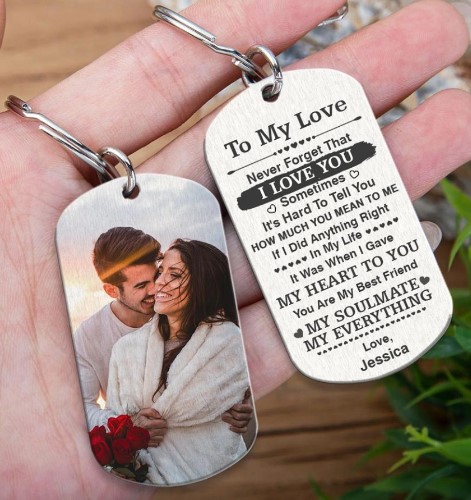 To My Love
Never Forget That
I LOVE YOU
Sometimes
It's Hard To Tell You
HOW MUCH YOU MEAN TO ME
If I Did Anything Right
In My Life
It Was When I Gave
MY HEART TO YOU
You Are My Best Friend
MY SOULMATE
MY EVERYTHING
Love,
Jessica